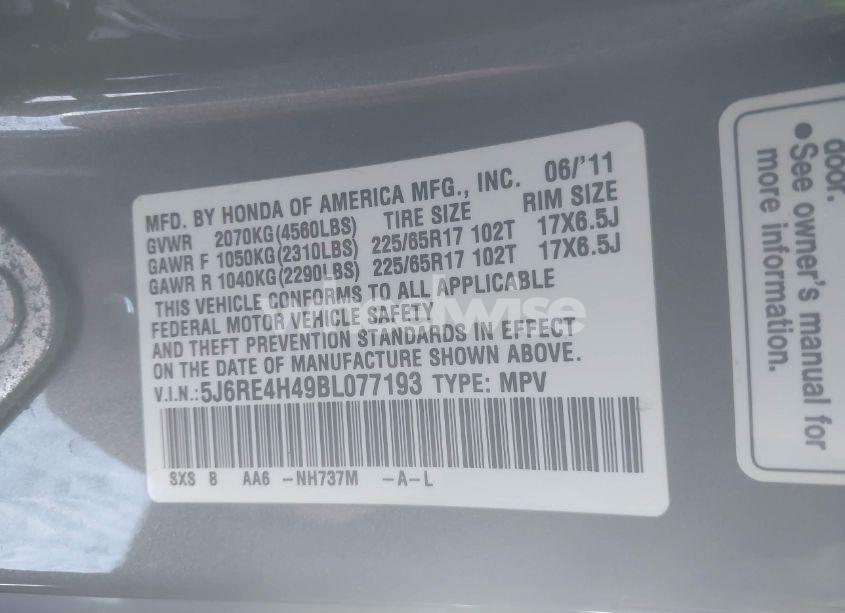 MFD. BY HONDA OF AMERICA MFG., INC. 06/'11
GVWR 2070KG(4560LBS) TIRE SIZE RIM SIZE
GAWR F 1050KG(2310LBS) 225/65R17 102T 17X6.5J
GAWR R 1040KG(2290LBS) 225/65R17 102T 17X6.5J
THIS VEHICLE CONFORMS TO ALL APPLICABLE
FEDERAL MOTOR VEHICLE SAFETY
AND THEFT PREVENTION STANDARDS IN EFFECT
ON THE DATE OF MANUFACTURE SHOWN ABOVE.
V.I.N.:5J6RE4H49BL077193 TYPE: MPV
SXS B AA6 -NH737M -A-L
wheelwise
door.
● See owner's manual for
more information.